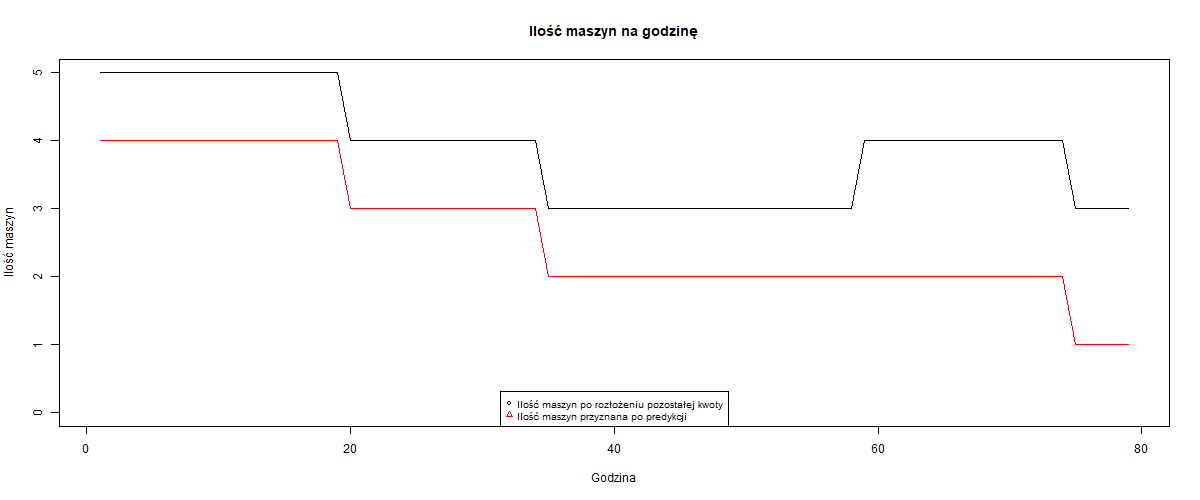 Ilość maszyn na godzinę
Ilość maszyn
5
4
3
2
1
0
Ilość maszyn po rozłożeniu pozostałej kwoty
Ilość maszyn przyznana po predykcji
0 20 40 60 80
Godzina